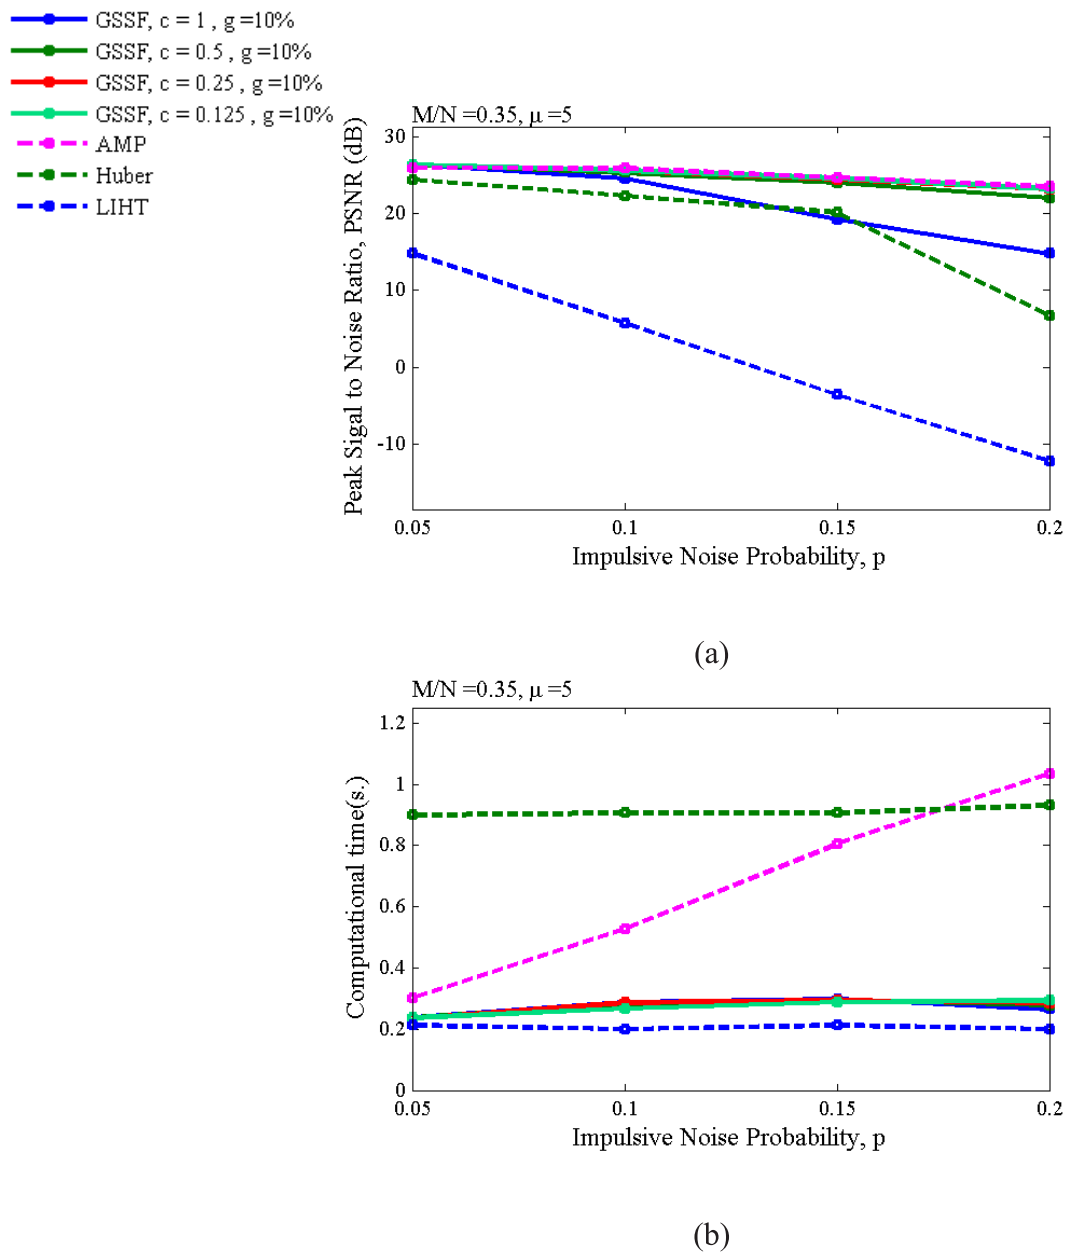 GSSF, c = 1 , g =10%
GSSF, c = 0.5 , g =10%
GSSF, c = 0.25 , g =10%
GSSF, c = 0.125 , g =10%
AMP
Huber
LIHT
M/N =0.35, μ =5
Peak Sigal to Noise Ratio, PSNR (dB)
30
20
10
0
-10
0.05 0.1 0.15 0.2
Impulsive Noise Probability, p
(a)
M/N =0.35, μ =5
Computational time(s.)
1.2
1
0.8
0.6
0.4
0.2
0
0.05 0.1 0.15 0.2
Impulsive Noise Probability, p
(b)